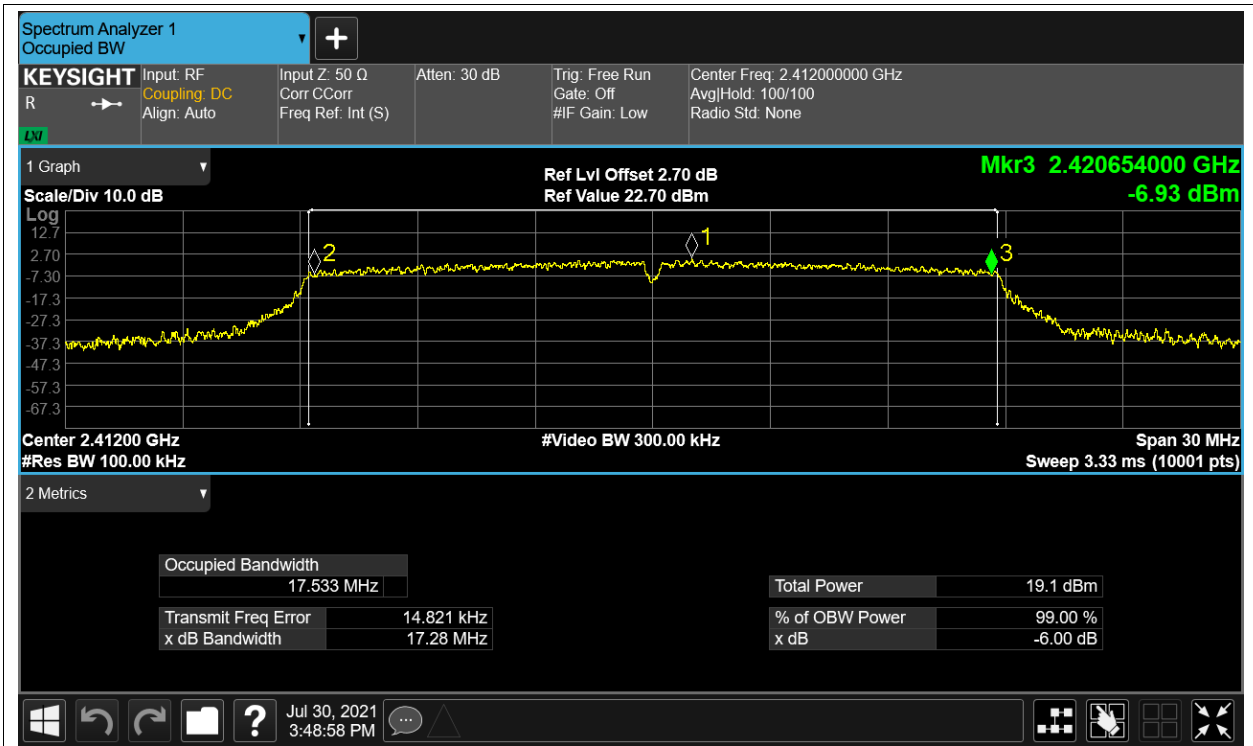 Spectrum Analyzer 1
Occupied BW
KEYSIGHT
R
LXI
Input: RF
Coupling: DC
Align: Auto
Input Z: 50 Ω
Corr CCorr
Freq Ref: Int (S)
Atten: 30 dB
Trig: Free Run
Gate: Off
#IF Gain: Low
Center Freq: 2.412000000 GHz
Avg|Hold: 100/100
Radio Std: None
1 Graph
Scale/Div 10.0 dB
Ref Lvl Offset 2.70 dB
Ref Value 22.70 dBm
Mkr3 2.420654000 GHz
-6.93 dBm
Log
12.7
2.70
-7.30
-17.3
-27.3
-37.3
-47.3
-57.3
-67.3
2
1
3
Center 2.41200 GHz
#Res BW 100.00 kHz
#Video BW 300.00 kHz
Span 30 MHz
Sweep 3.33 ms (10001 pts)
2 Metrics
Occupied Bandwidth
17.533 MHz
Transmit Freq Error 14.821 kHz
x dB Bandwidth 17.28 MHz
Total Power 19.1 dBm
% of OBW Power 99.00 %
x dB -6.00 dB
?
Jul 30, 2021
3:48:58 PM